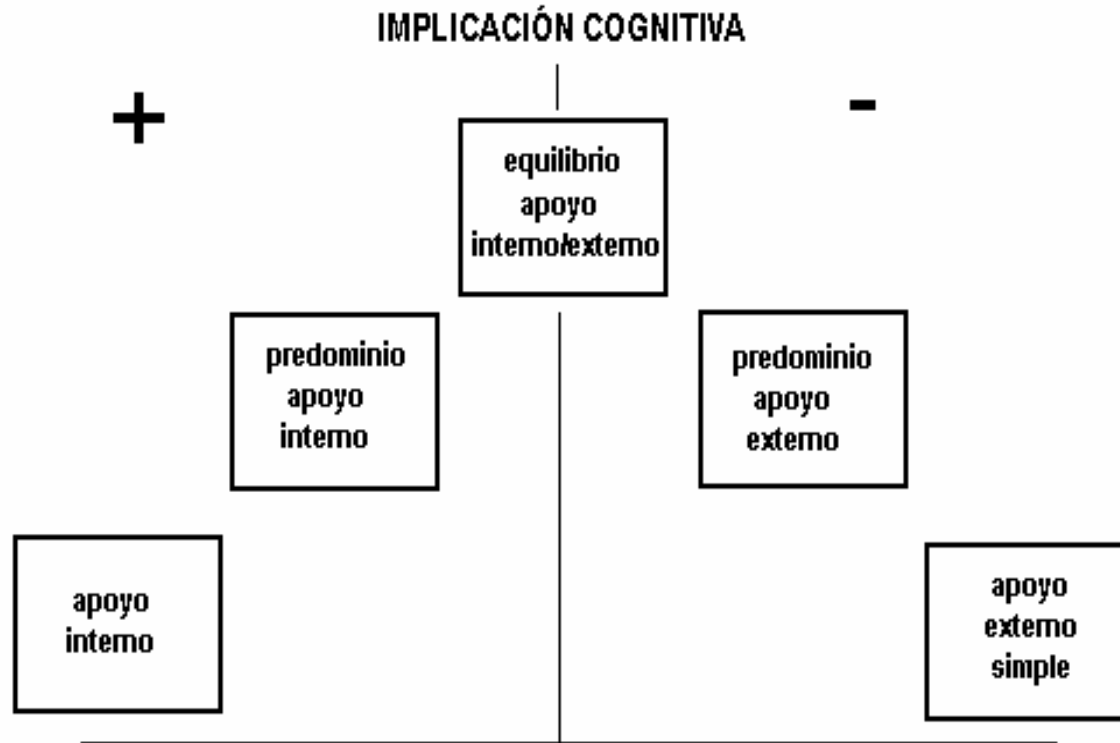 IMPLICACIÓN COGNITIVA
+
-
equilibrio
apoyo
interno/externo
predominio
apoyo
interno
predominio
apoyo
externo
apoyo
interno
apoyo
externo
simple